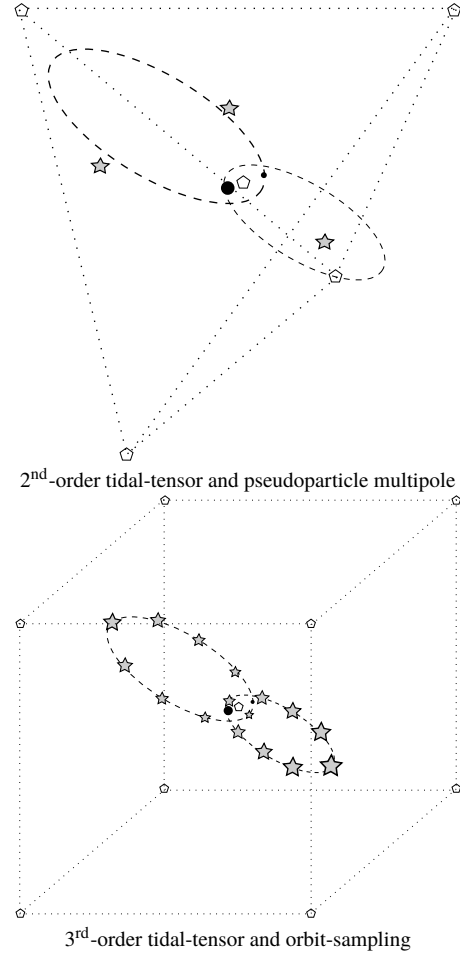 2nd-order tidal-tensor and pseudoparticle multipole
3rd-order tidal-tensor and orbit-sampling